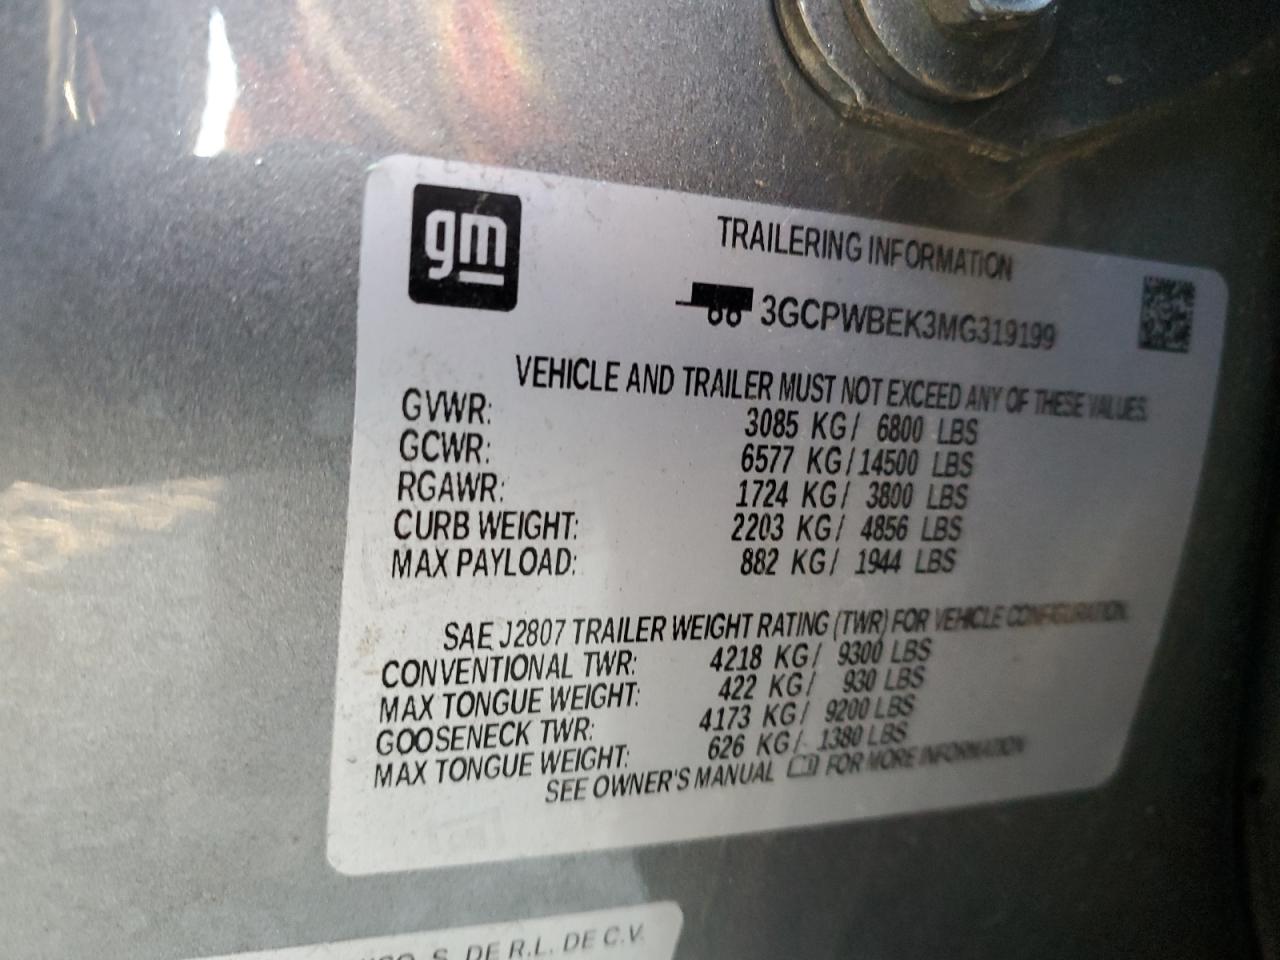 gm
TRAILERING INFORMATION
3GCPWBEK3MG319199
VEHICLE AND TRAILER MUST NOT EXCEED ANY OF THESE VALUES.
GVWR: 3085 KG/ 6800 LBS
GCWR: 6577 KG/14500 LBS
RGAWR: 1724 KG/ 3800 LBS
CURB WEIGHT: 2203 KG/ 4856 LBS
MAX PAYLOAD: 882 KG/ 1944 LBS
SAE J2807 TRAILER WEIGHT RATING (TWR) FOR VEHICLE CONFIGURATION.
CONVENTIONAL TWR: 4218 KG/ 9300 LBS
MAX TONGUE WEIGHT: 422 KG/ 930 LBS
GOOSENECK TWR: 4173 KG/ 9200 LBS
MAX TONGUE WEIGHT: 626 KG/ 1380 LBS
SEE OWNER'S MANUAL FOR MORE INFORMATION
S. DE R.L. DE C.V.